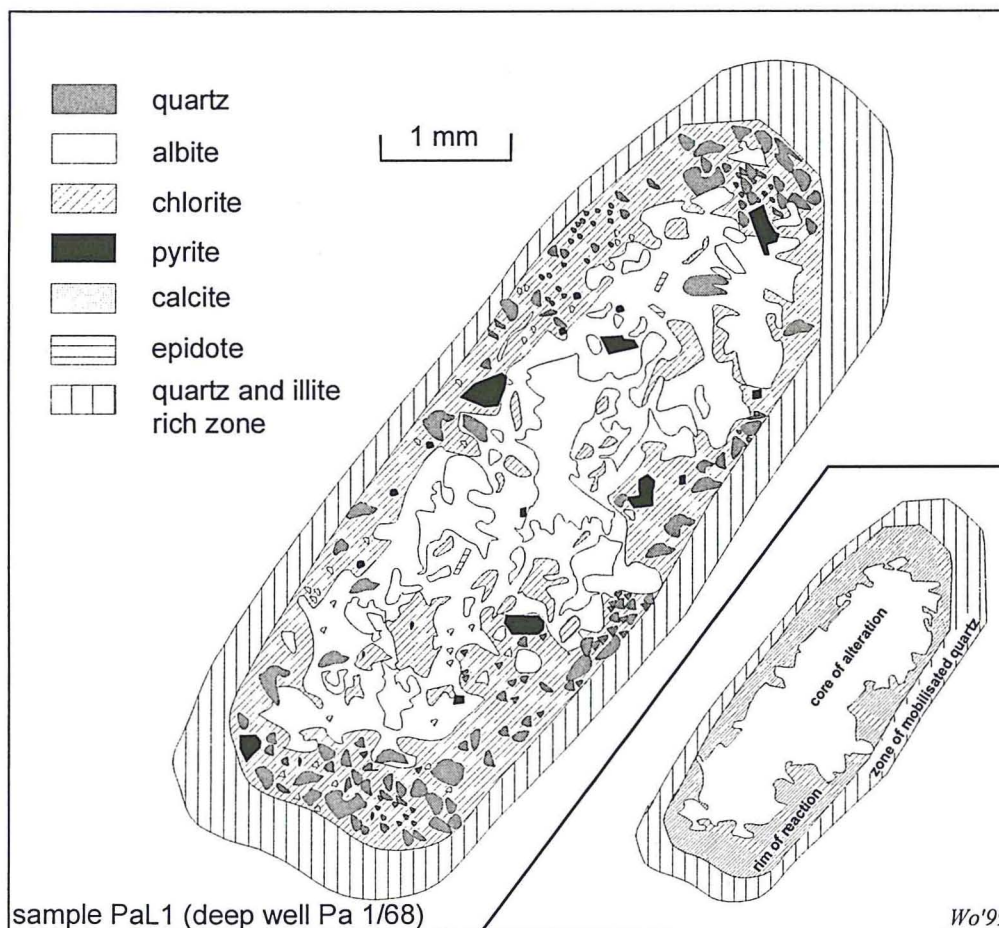 quartz
1 mm
albite
chlorite
pyrite
calcite
epidote
quartz and illite
rich zone
core of alteration
zone of mobilisated quartz
rim of reaction
sample PaL1 (deep well Pa 1/68)